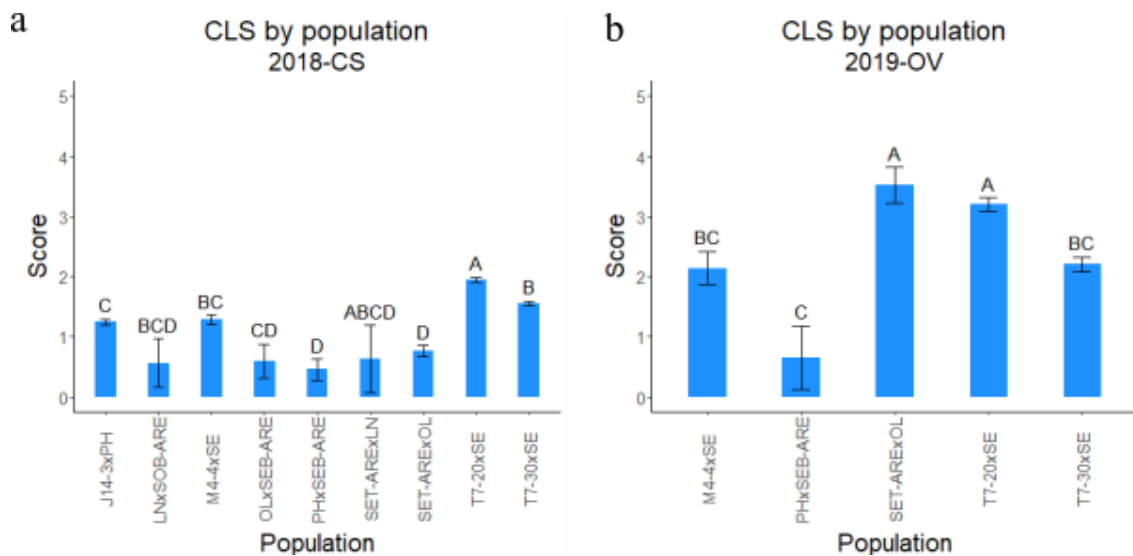 a
CLS by population
2018-CS
Score
5
4
3
2
1
0
C
BCD
BC
CD
D
ABCD
D
A
B
J14-3xPH
LNxSOB-ARE
M4-4xSE
OLxSEB-ARE
PHxSEB-ARE
SET-ARExLN
SET-ARExOL
T7-20xSE
T7-30xSE
Population
b
CLS by population
2019-OV
Score
5
4
3
2
1
0
BC
C
A
A
BC
M4-4xSE
PHxSEB-ARE
SET-ARExOL
T7-20xSE
T7-30xSE
Population